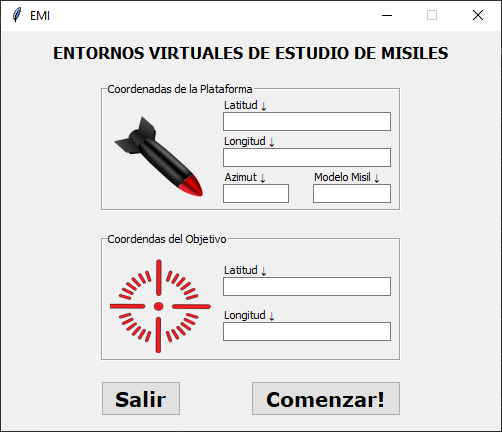 EMI
ENTORNOS VIRTUALES DE ESTUDIO DE MISILES
Coordenadas de la Plataforma
Latitud ↓
Longitud ↓
Azimut ↓ Modelo Misil ↓
Coordendas del Objetivo
Latitud ↓
Longitud ↓
Salir Comenzar!